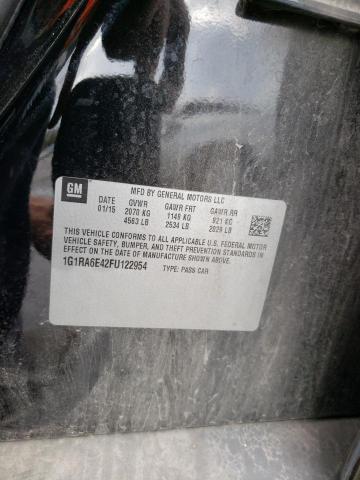 GM
MFD BY GENERAL MOTORS LLC
DATE GVWR GAWR FRT GAWR RR
01/15 2070 KG 1149 KG 921 KG
4563 LB 2534 LB 2029 LB
THIS VEHICLE CONFORMS TO ALL APPLICABLE U.S. FEDERAL MOTOR
VEHICLE SAFETY, BUMPER, AND THEFT PREVENTION STANDARDS IN
EFFECT ON THE DATE OF MANUFACTURE SHOWN ABOVE.
1G1RA6E42FU122954 TYPE: PASS CAR